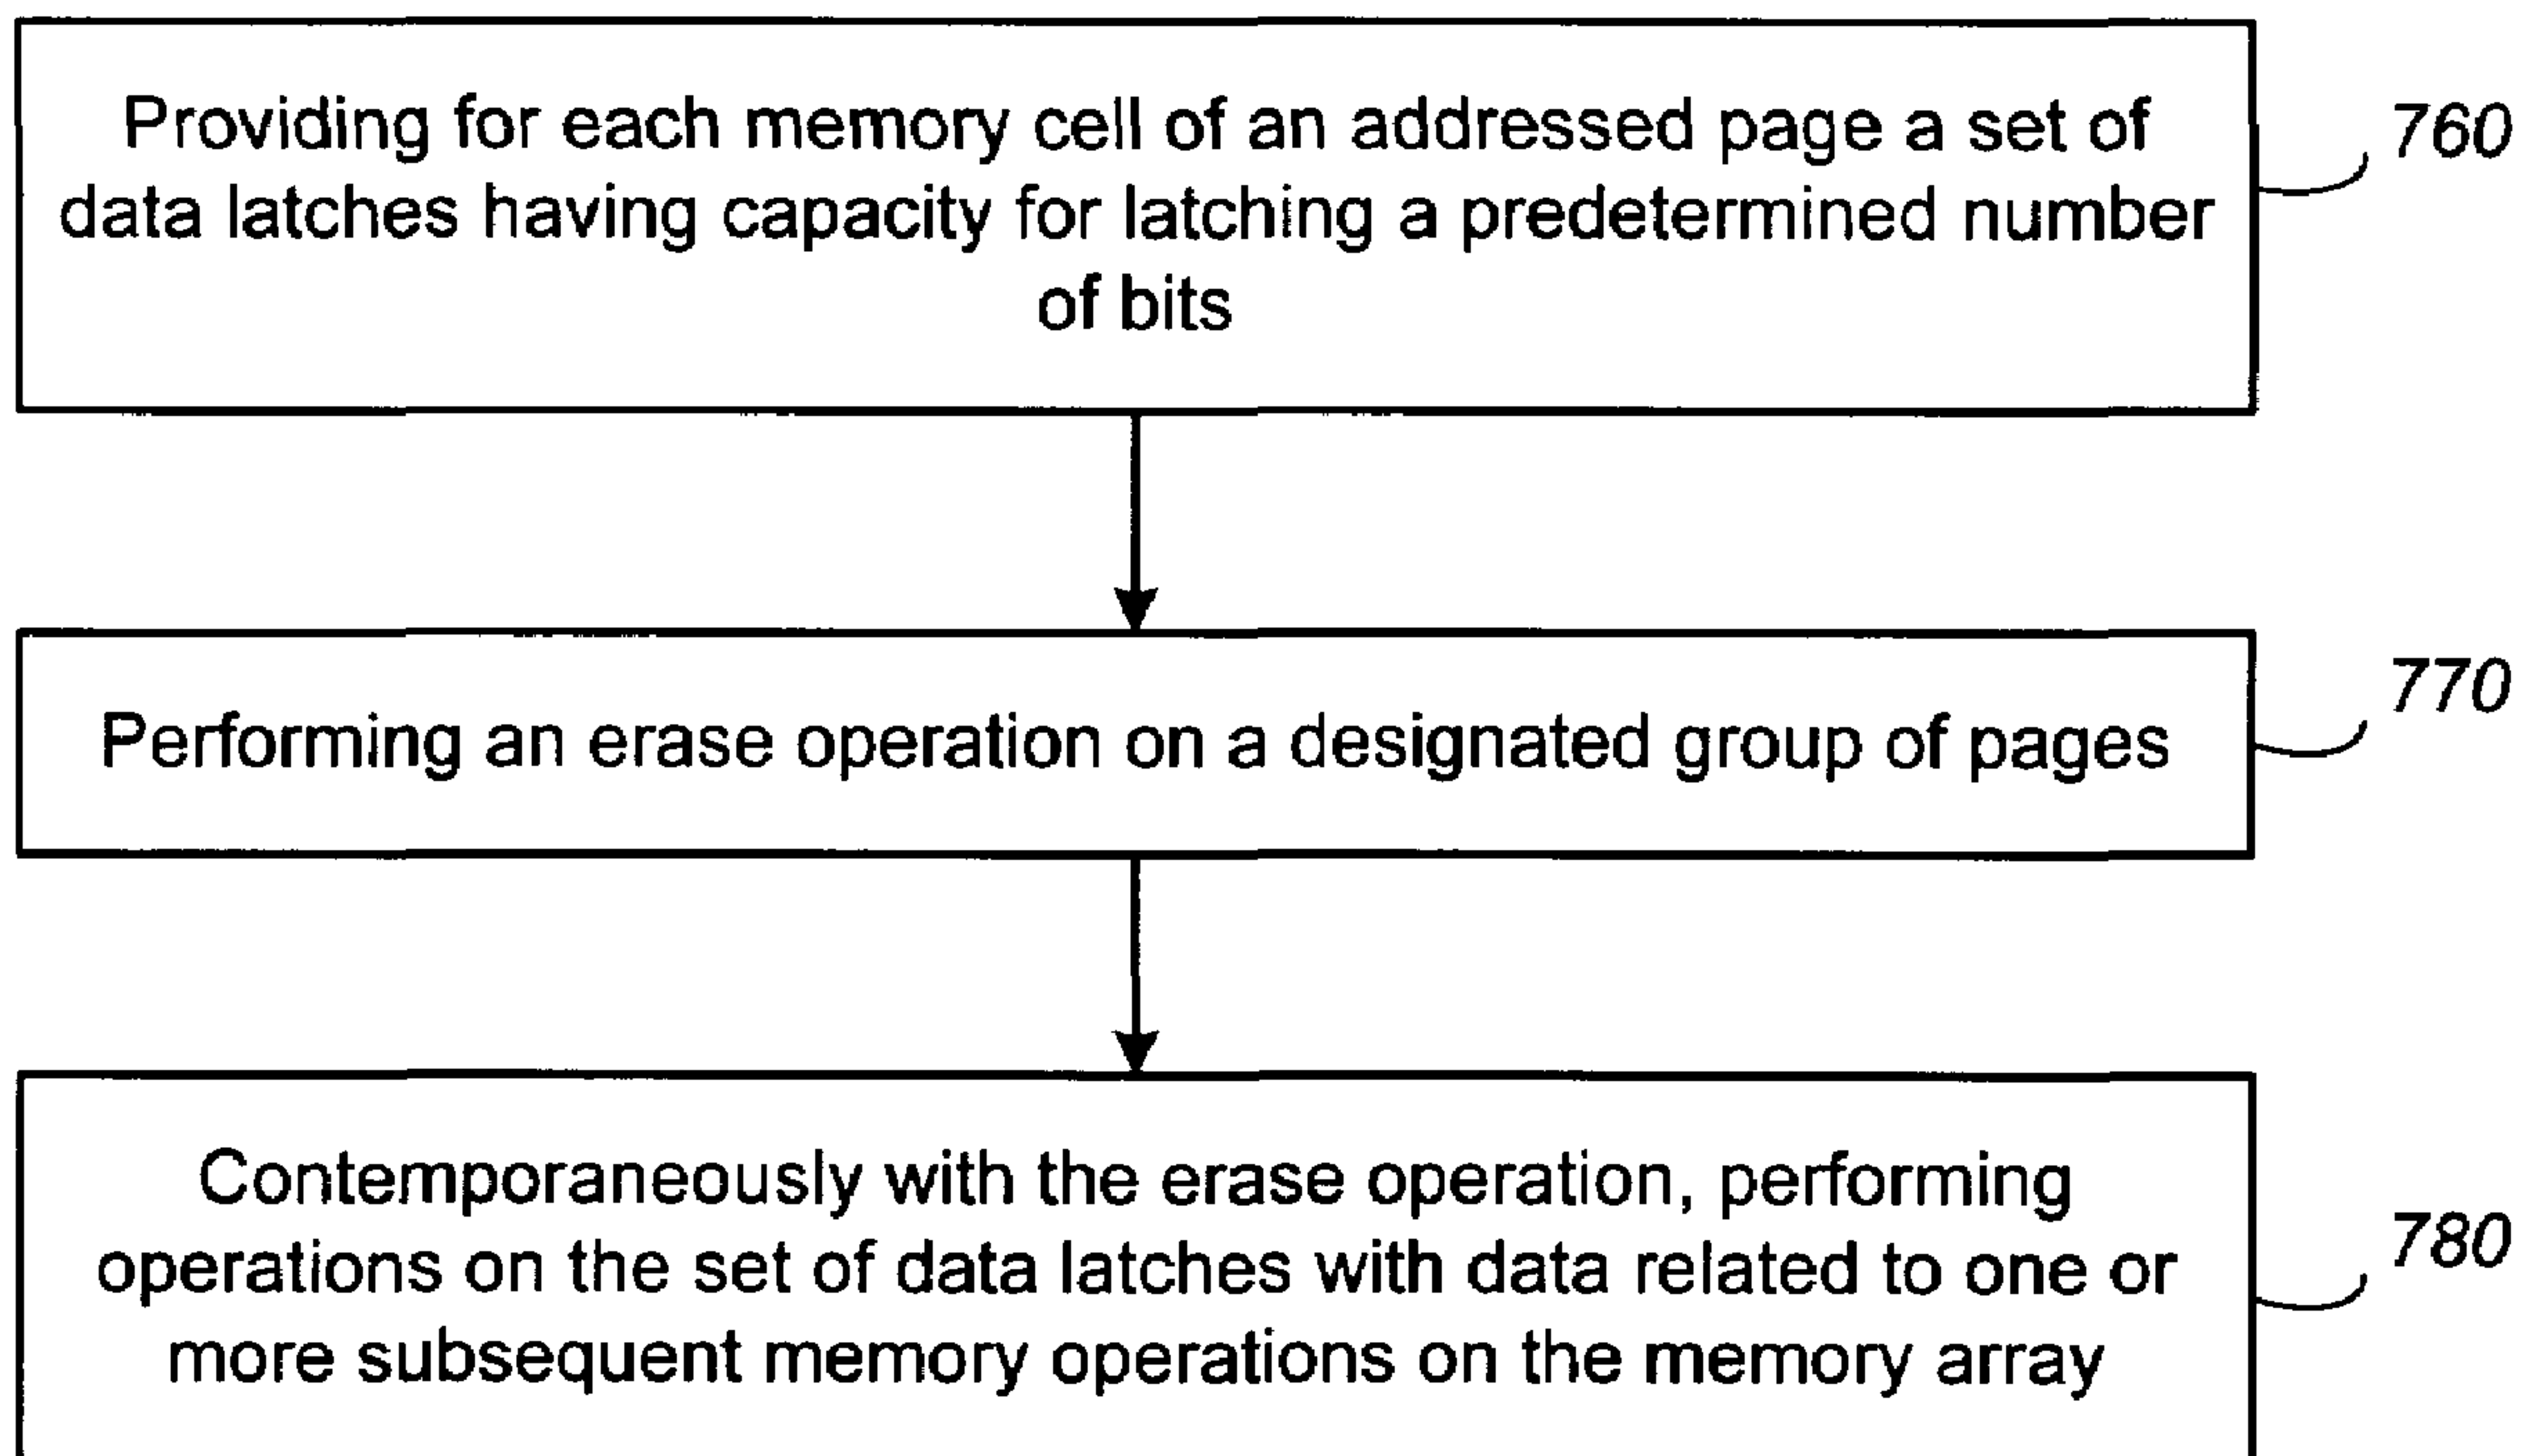 Providing for each memory cell of an addressed page a set of
data latches having capacity for latching a predetermined number
of bits
760
Performing an erase operation on a designated group of pages
770
Contemporaneously with the erase operation, performing
operations on the set of data latches with data related to one or
more subsequent memory operations on the memory array
780